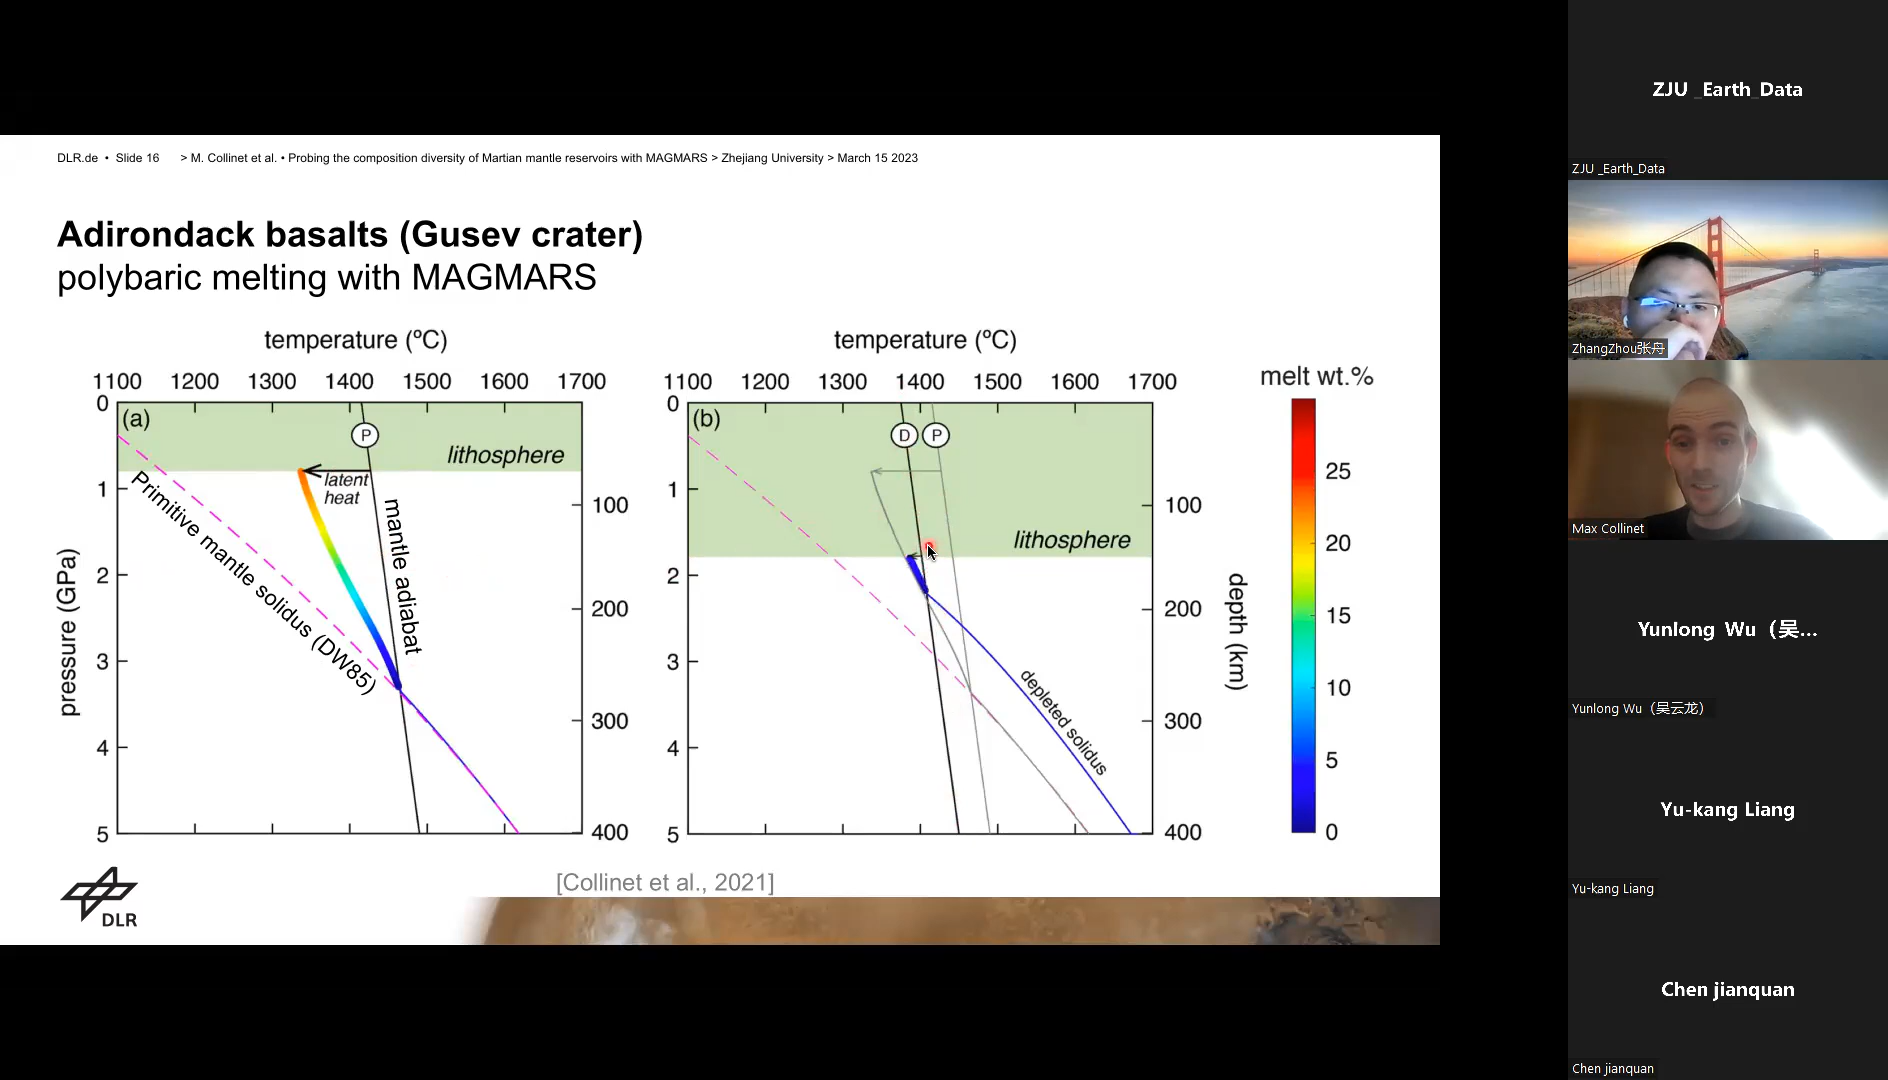 DLR.de • Slide 16 > M. Collinet et al. • Probing the composition diversity of Martian mantle reservoirs with MAGMARS > Zhejiang University > March 15 2023
Adirondack basalts (Gusev crater)
polybaric melting with MAGMARS
temperature (ºC)
1100 1200 1300 1400 1500 1600 1700
(a)
P
lithosphere
latent
heat
mantle adiabat
Primitive mantle solidus (DW85)
pressure (GPa)
0
1
2
3
4
5
100
200
300
400
temperature (ºC)
1100 1200 1300 1400 1500 1600 1700
(b)
D P
lithosphere
depleted solidus
0
1
2
3
4
5
100
200
300
400
depth (km)
melt wt.%
25
20
15
10
5
0
[Collinet et al., 2021]
DLR
ZJU _Earth_Data
ZJU _Earth_Data
ZhangZhou张舟
Max Collinet
Yunlong Wu（吴...
Yunlong Wu（吴云龙）
Yu-kang Liang
Yu-kang Liang
Chen jianquan
Chen jianquan